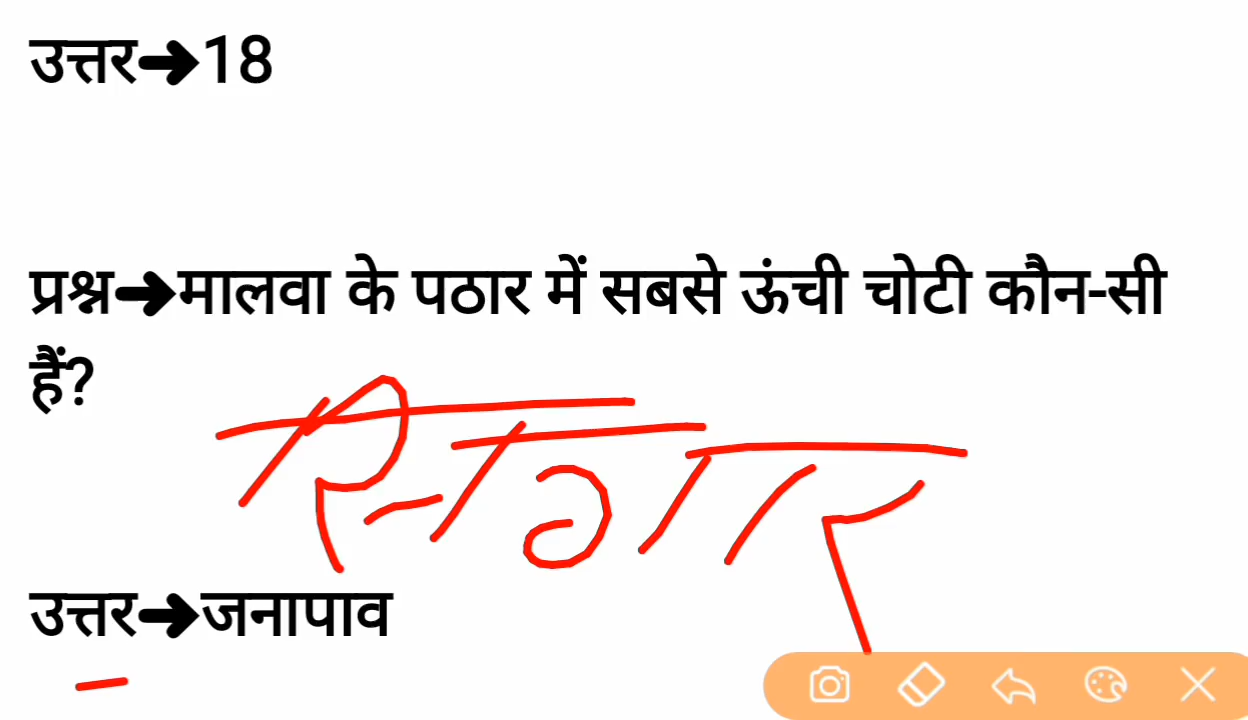 उत्तर➜18
प्रश्न➜मालवा के पठार में सबसे ऊंची चोटी कौन-सी
हैं?
सिगार
उत्तर➜जनापाव